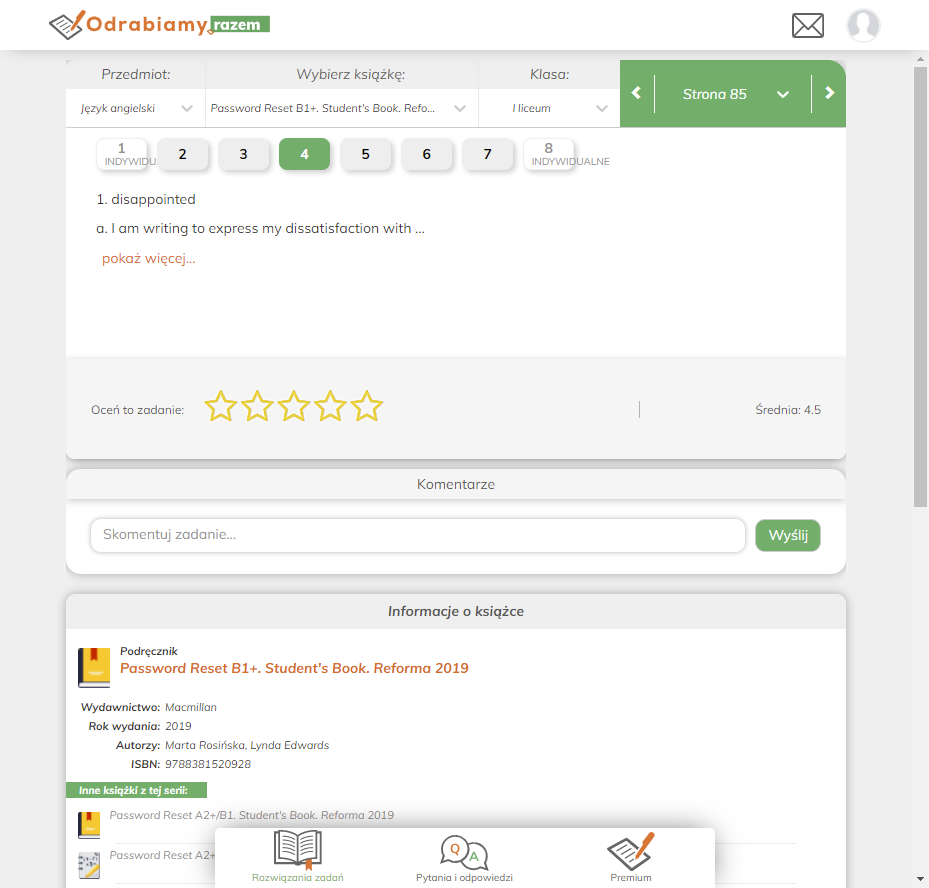 Odrabiamy.razem
Przedmiot: Wybierz książkę: Klasa:
Język angielski Password Reset B1+. Student's Book. Refo... I liceum Strona 85
1 INDYWIDU 2 3 4 5 6 7 8 INDYWIDUALNE
1. disappointed
a. I am writing to express my dissatisfaction with ...
pokaż więcej...
Oceń to zadanie: Średnia: 4.5
Komentarze
Skomentuj zadanie... Wyślij
Informacje o książce
Podręcznik
Password Reset B1+. Student's Book. Reforma 2019
Wydawnictwo: Macmillan
Rok wydania: 2019
Autorzy: Marta Rosińska, Lynda Edwards
ISBN: 9788381520928
Inne książki z tej serii:
Password Reset A2+/B1. Student's Book. Reforma 2019
Password Reset A2+
Q A
Rozwiązania zadań Pytania i odpowiedzi Premium